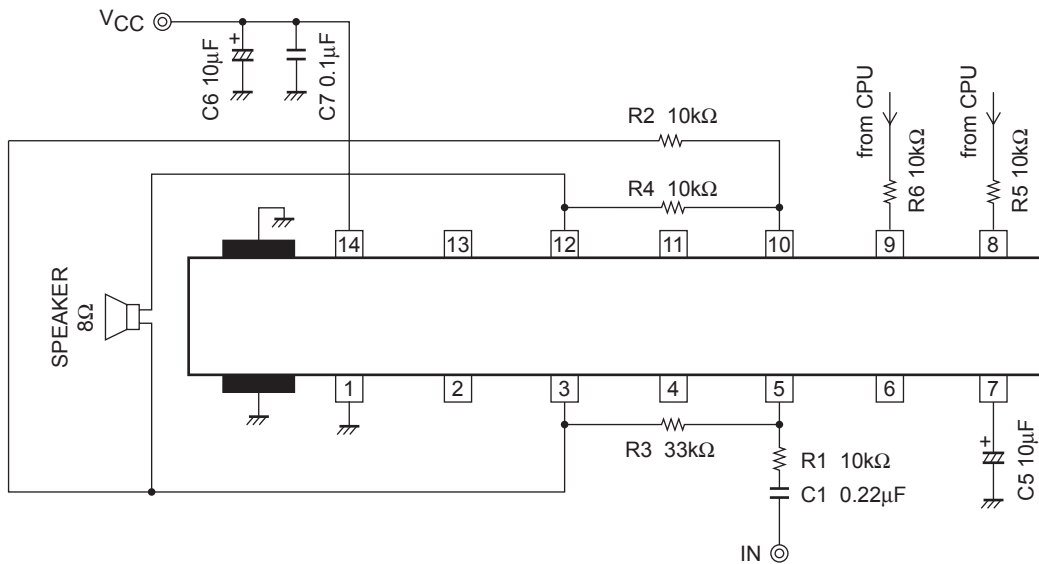 VCC
C6 10μF
+
C7 0.1μF
R2 10kΩ
R4 10kΩ
from CPU
R6 10kΩ
from CPU
R5 10kΩ
14
13
12
11
10
9
8
SPEAKER
8Ω
1
2
3
4
5
6
7
R3 33kΩ
R1 10kΩ
C1 0.22μF
+
C5 10μF
IN